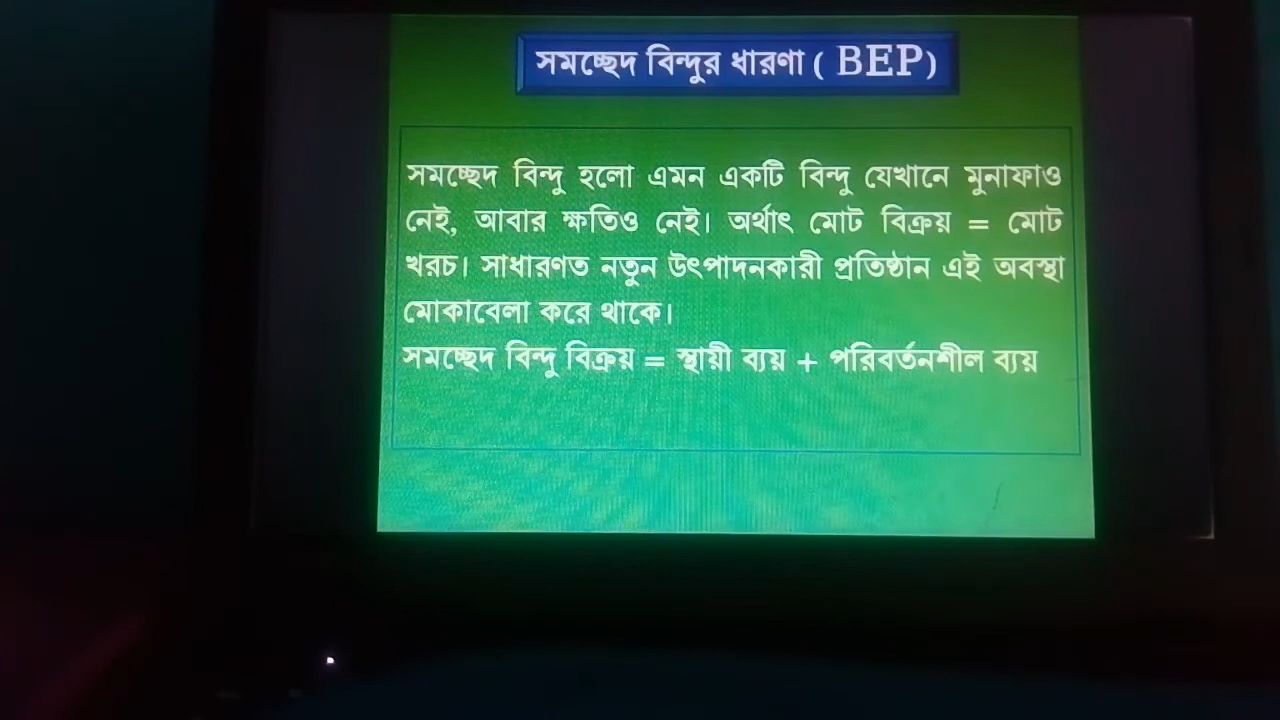 সমচ্ছেদ বিন্দুর ধারণা ( BEP)
সমচ্ছেদ বিন্দু হলো এমন একটি বিন্দু যেখানে মুনাফাও
নেই, আবার ক্ষতিও নেই। অর্থাৎ মোট বিক্রয় = মোট
খরচ। সাধারণত নতুন উৎপাদনকারী প্রতিষ্ঠান এই অবস্থা
মোকাবেলা করে থাকে।
সমচ্ছেদ বিন্দু বিক্রয় = স্থায়ী ব্যয় + পরিবর্তনশীল ব্যয়